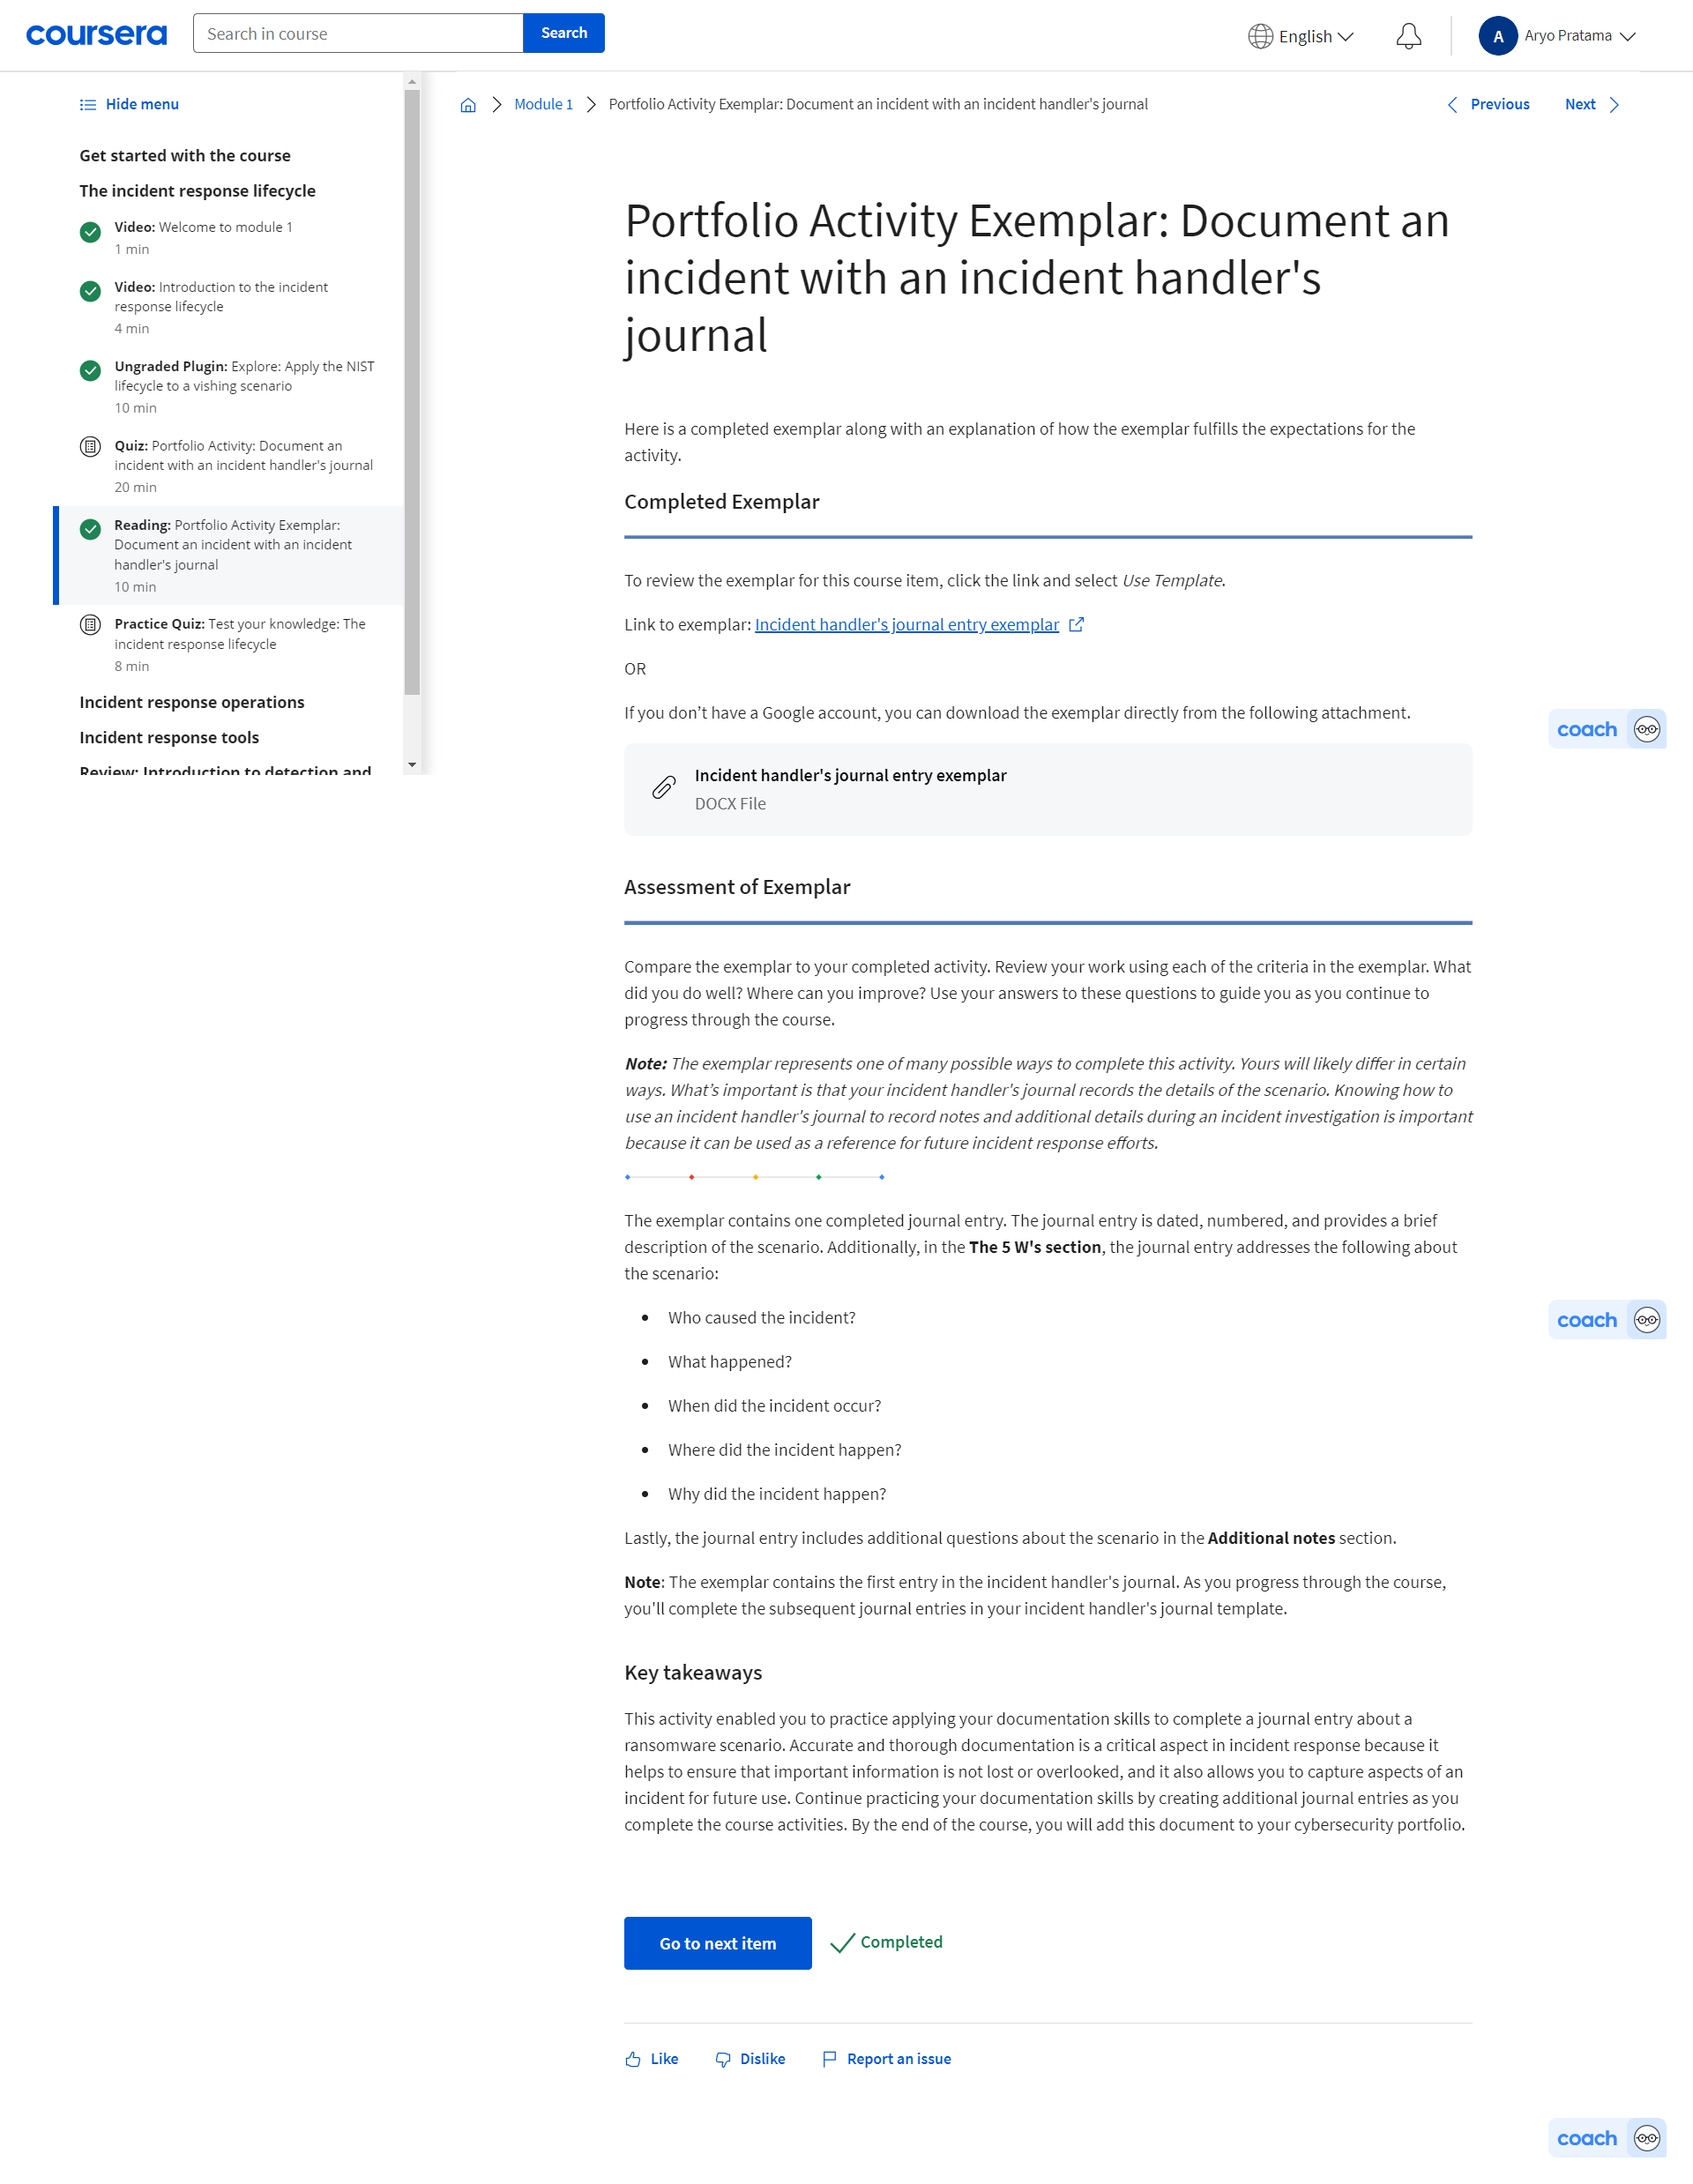 coursera
Search in course
Search
English
A
Aryo Pratama
Hide menu
Get started with the course
The incident response lifecycle
Video: Welcome to module 1
1 min
Video: Introduction to the incident
response lifecycle
4 min
Ungraded Plugin: Explore: Apply the NIST
lifecycle to a vishing scenario
10 min
Quiz: Portfolio Activity: Document an
incident with an incident handler's journal
20 min
Reading: Portfolio Activity Exemplar:
Document an incident with an incident
handler's journal
10 min
Practice Quiz: Test your knowledge: The
incident response lifecycle
8 min
Incident response operations
Incident response tools
Review: Introduction to detection and
Module 1
Portfolio Activity Exemplar: Document an incident with an incident handler's journal
Previous
Next
Portfolio Activity Exemplar: Document an
incident with an incident handler's
journal
Here is a completed exemplar along with an explanation of how the exemplar fulfills the expectations for the
activity.
Completed Exemplar
To review the exemplar for this course item, click the link and select Use Template.
Link to exemplar: Incident handler's journal entry exemplar
OR
If you don’t have a Google account, you can download the exemplar directly from the following attachment.
coach
Incident handler's journal entry exemplar
DOCX File
Assessment of Exemplar
Compare the exemplar to your completed activity. Review your work using each of the criteria in the exemplar. What
did you do well? Where can you improve? Use your answers to these questions to guide you as you continue to
progress through the course.
Note: The exemplar represents one of many possible ways to complete this activity. Yours will likely differ in certain
ways. What’s important is that your incident handler's journal records the details of the scenario. Knowing how to
use an incident handler's journal to record notes and additional details during an incident investigation is important
because it can be used as a reference for future incident response efforts.
The exemplar contains one completed journal entry. The journal entry is dated, numbered, and provides a brief
description of the scenario. Additionally, in the The 5 W's section, the journal entry addresses the following about
the scenario:
• Who caused the incident?
coach
• What happened?
• When did the incident occur?
• Where did the incident happen?
• Why did the incident happen?
Lastly, the journal entry includes additional questions about the scenario in the Additional notes section.
Note: The exemplar contains the first entry in the incident handler's journal. As you progress through the course,
you'll complete the subsequent journal entries in your incident handler's journal template.
Key takeaways
This activity enabled you to practice applying your documentation skills to complete a journal entry about a
ransomware scenario. Accurate and thorough documentation is a critical aspect in incident response because it
helps to ensure that important information is not lost or overlooked, and it also allows you to capture aspects of an
incident for future use. Continue practicing your documentation skills by creating additional journal entries as you
complete the course activities. By the end of the course, you will add this document to your cybersecurity portfolio.
Go to next item
Completed
Like
Dislike
Report an issue
coach